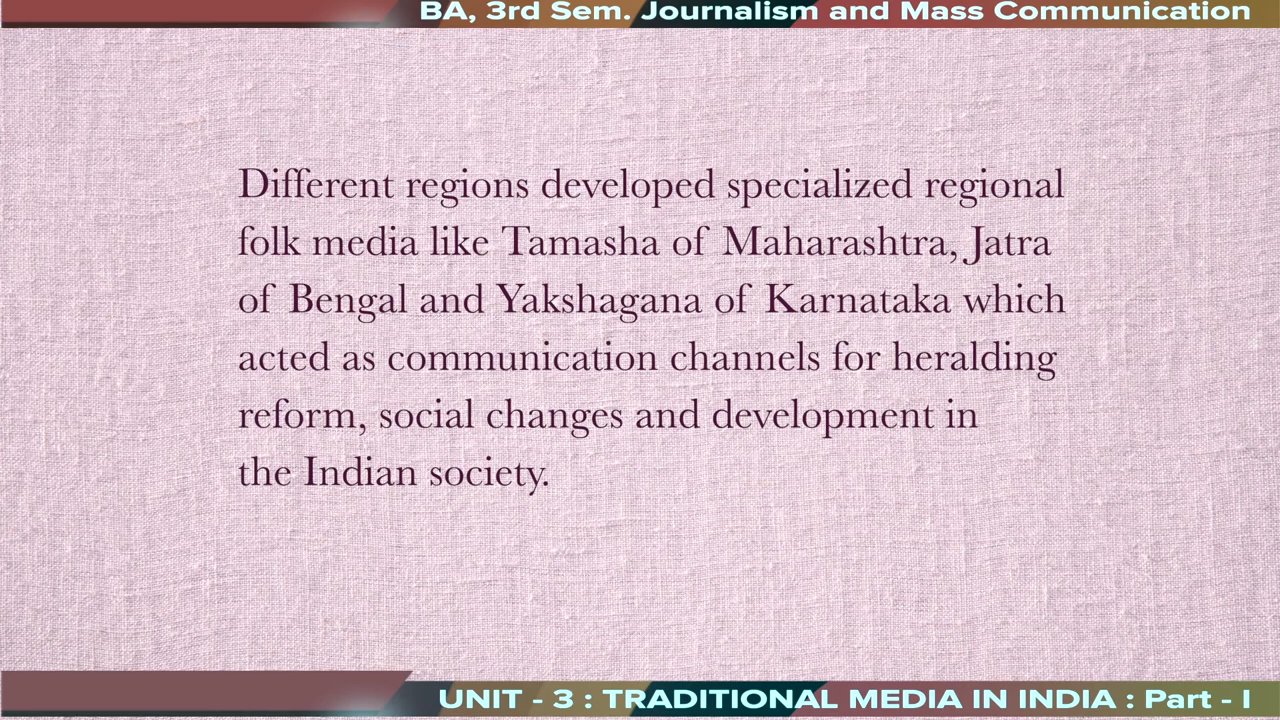 BA, 3rd Sem. Journalism and Mass Communication
Different regions developed specialized regional
folk media like Tamasha of Maharashtra, Jatra
of Bengal and Yakshagana of Karnataka which
acted as communication channels for heralding
reform, social changes and development in
the Indian society.
UNIT - 3 : TRADITIONAL MEDIA IN INDIA : Part - I